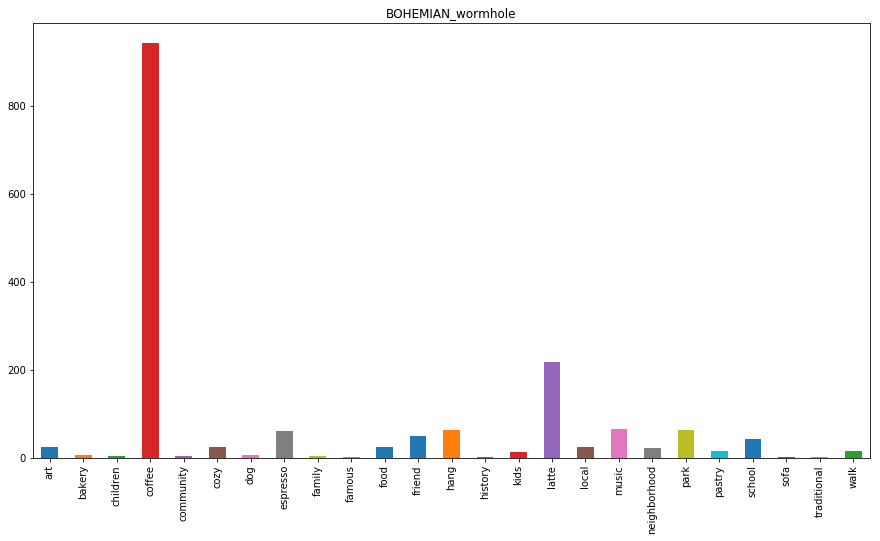 BOHEMIAN_wormhole
800
600
400
200
0
art
bakery
children
coffee
community
cozy
dog
espresso
family
famous
food
friend
hang
history
kids
latte
local
music
neighborhood
park
pastry
school
sofa
traditional
walk